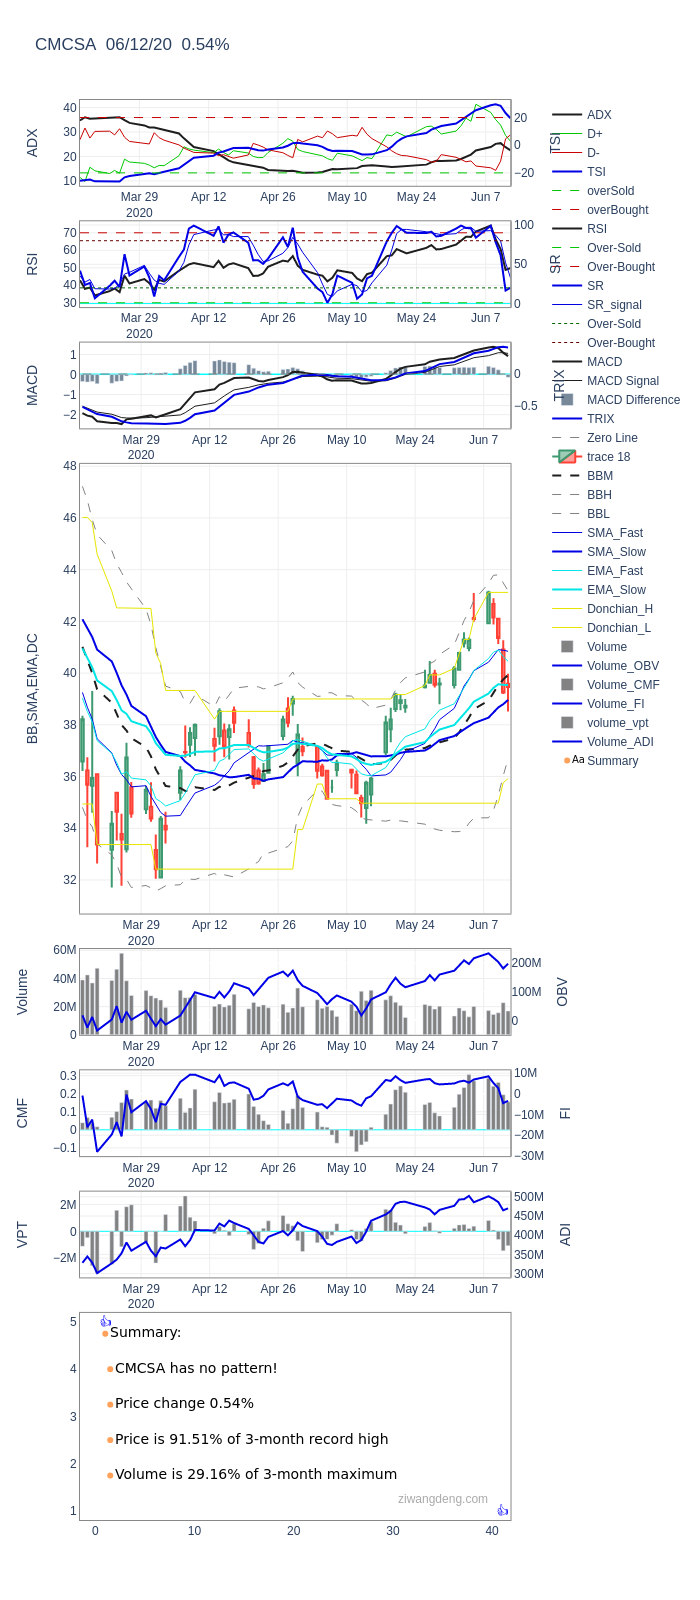 CMCSA  06/12/20  0.54%
ADX
40
30
20
10
20
0
−20
TSI
Mar 29
2020
Apr 12
Apr 26
May 10
May 24
Jun 7
RSI
70
60
50
40
30
100
50
0
SR
Mar 29
2020
Apr 12
Apr 26
May 10
May 24
Jun 7
MACD
1
0
−1
−2
0
−0.5
TRIX
Mar 29
2020
Apr 12
Apr 26
May 10
May 24
Jun 7
BB,SMA,EMA,DC
48
46
44
42
40
38
36
34
32
Mar 29
2020
Apr 12
Apr 26
May 10
May 24
Jun 7
Volume
60M
40M
20M
0
200M
100M
0
OBV
Mar 29
2020
Apr 12
Apr 26
May 10
May 24
Jun 7
CMF
0.3
0.2
0.1
0
−0.1
10M
0
−10M
−20M
−30M
FI
Mar 29
2020
Apr 12
Apr 26
May 10
May 24
Jun 7
VPT
2M
0
−2M
500M
450M
400M
350M
300M
ADI
Mar 29
2020
Apr 12
Apr 26
May 10
May 24
Jun 7
5
4
3
2
1
0
10
20
30
40
Summary:
CMCSA has no pattern!
Price change 0.54%
Price is 91.51% of 3-month record high
Volume is 29.16% of 3-month maximum
ziwangdeng.com
ADX
D+
D-
TSI
overSold
overBought
RSI
Over-Sold
Over-Bought
SR
SR_signal
Over-Sold
Over-Bought
MACD
MACD Signal
MACD Difference
TRIX
Zero Line
trace 18
BBM
BBH
BBL
SMA_Fast
SMA_Slow
EMA_Fast
EMA_Slow
Donchian_H
Donchian_L
Volume
Volume_OBV
Volume_CMF
Volume_FI
volume_vpt
Volume_ADI
Aa Summary